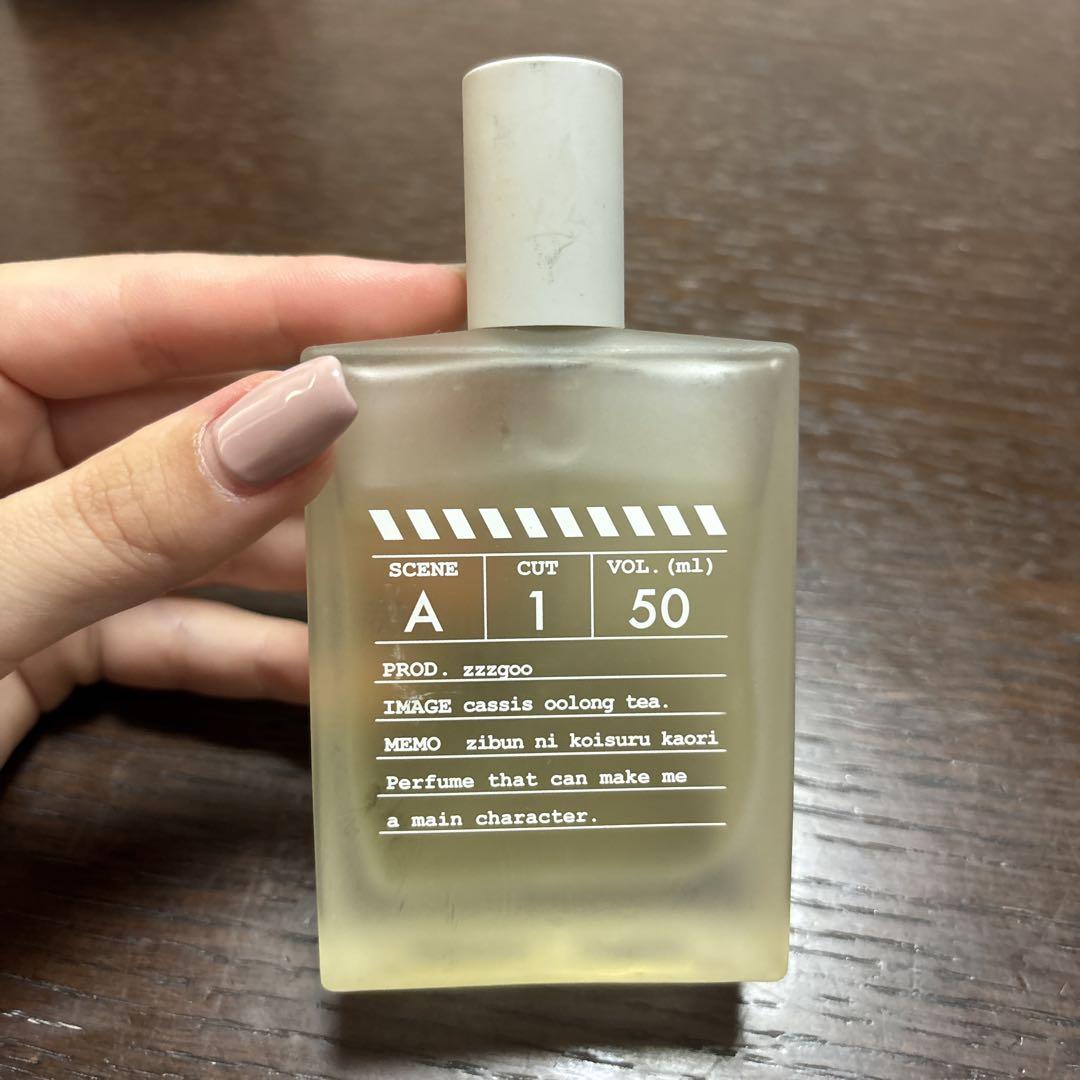 SCENE CUT VOL.(ml)
A 1 50
PROD. zzzgoo
IMAGE cassis oolong tea.
MEMO zibun ni koisuru kaori
Perfume that can make me
a main character.